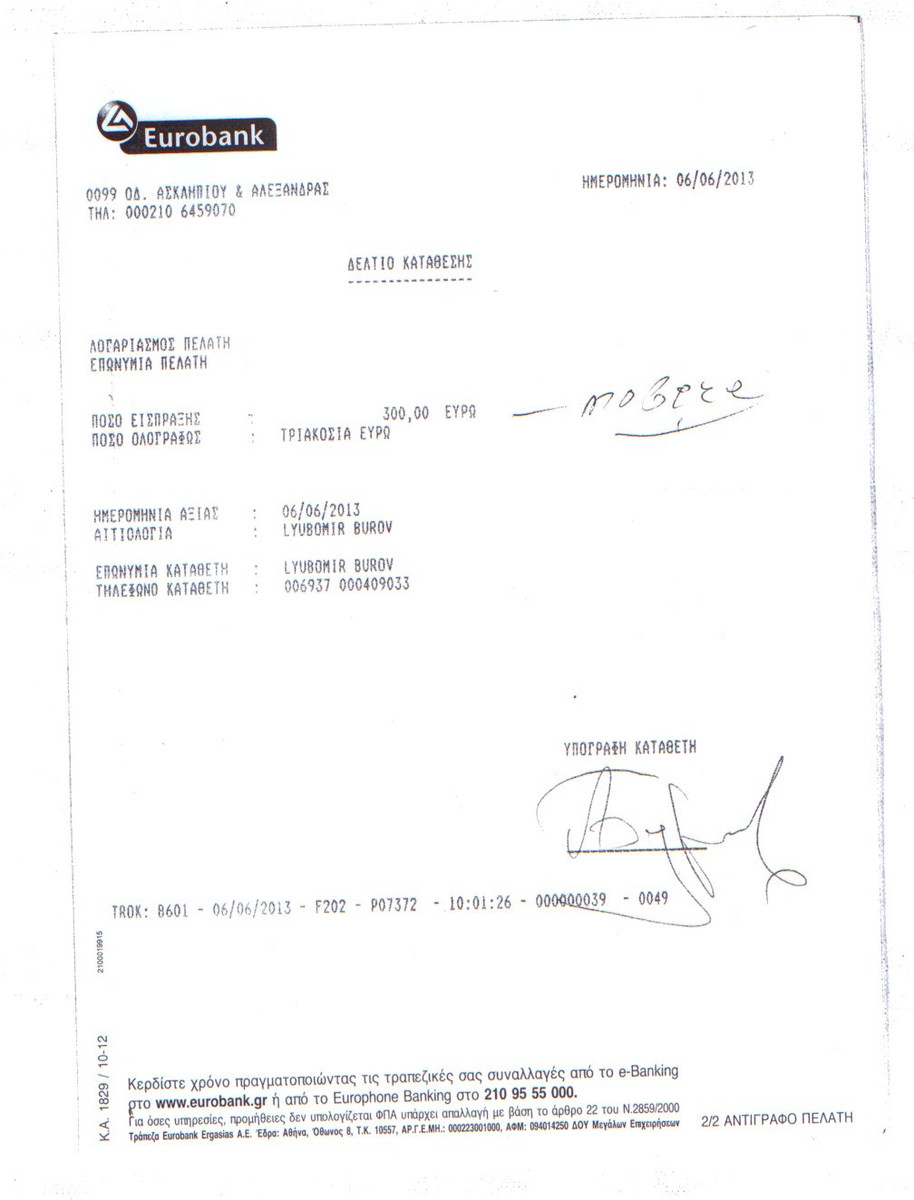 Eurobank
0099 ΟΔ. ΑΣΚΛΗΠΙΟΥ & ΑΛΕΞΑΝΔΡΑΣ
ΗΜΕΡΟΜΗΝΙΑ: 06/06/2013
ΤΗΛ: 000210 6459070
ΔΕΛΤΙΟ ΚΑΤΑΘΕΣΗΣ
ΛΟΓΑΡΙΑΣΜΟΣ ΠΕΛΑΤΗ
ΕΠΩΝΥΜΙΑ ΠΕΛΑΤΗ
ΠΟΣΟ ΕΙΣΠΡΑΞΗΣ : 300,00 ΕΥΡΩ
ΠΟΣΟ ΟΛΟΓΡΑΦΩΣ : ΤΡΙΑΚΟΣΙΑ ΕΥΡΩ
ΗΜΕΡΟΜΗΝΙΑ ΑΞΙΑΣ : 06/06/2013
ΑΙΤΙΟΛΟΓΙΑ : LYUBOMIR BUROV
ΕΠΩΝΥΜΙΑ ΚΑΤΑΘΕΤΗ : LYUBOMIR BUROV
ΤΗΛΕΦΩΝΟ ΚΑΤΑΘΕΤΗ : 006937 000409033
ΥΠΟΓΡΑΦΗ ΚΑΤΑΘΕΤΗ
TROK: 8601 - 06/06/2013 - F202 - P07372 - 10:01:26 - 000000039 - 0049
2100019915
Κ.Α. 1829 / 10-12
Κερδίστε χρόνο πραγματοποιώντας τις τραπεζικές σας συναλλαγές από το e-Banking
στο www.eurobank.gr ή από το Europhone Banking στο 210 95 55 000.
Για όσες υπηρεσίες, προμήθειες δεν υπολογίζεται ΦΠΑ υπάρχει απαλλαγή με βάση το άρθρο 22 του Ν.2859/2000
Τράπεζα Eurobank Ergasias Α.Ε. Έδρα: Αθήνα, Όθωνος 8, Τ.Κ. 10557, ΑΡ.Γ.Ε.ΜΗ.: 000223001000, ΑΦΜ: 094014250 ΔΟΥ Μεγάλων Επιχειρήσεων
2/2 ΑΝΤΙΓΡΑΦΟ ΠΕΛΑΤΗ